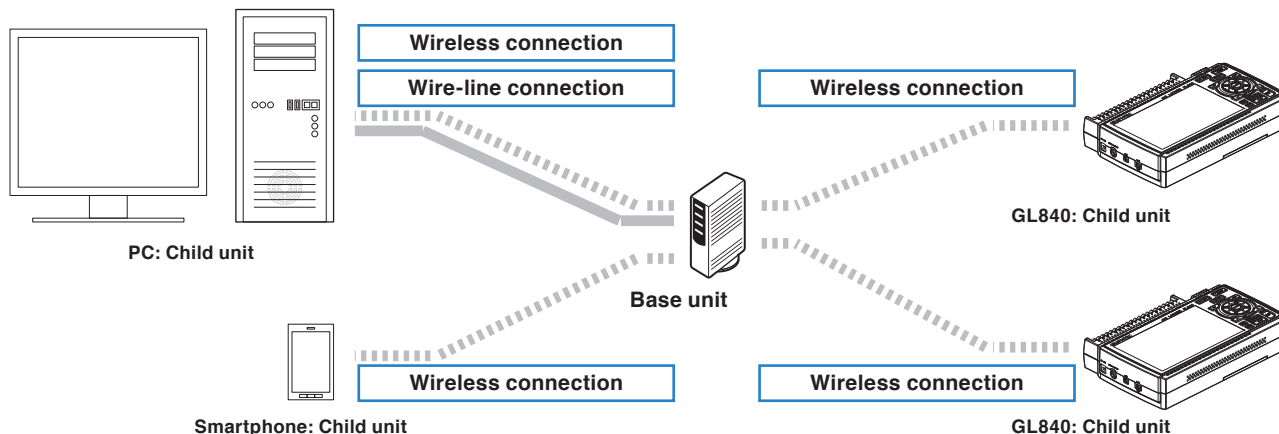 Wireless connection
Wire-line connection
Wireless connection
GL840: Child unit
PC: Child unit
Base unit
Wireless connection
Wireless connection
Smartphone: Child unit
GL840: Child unit